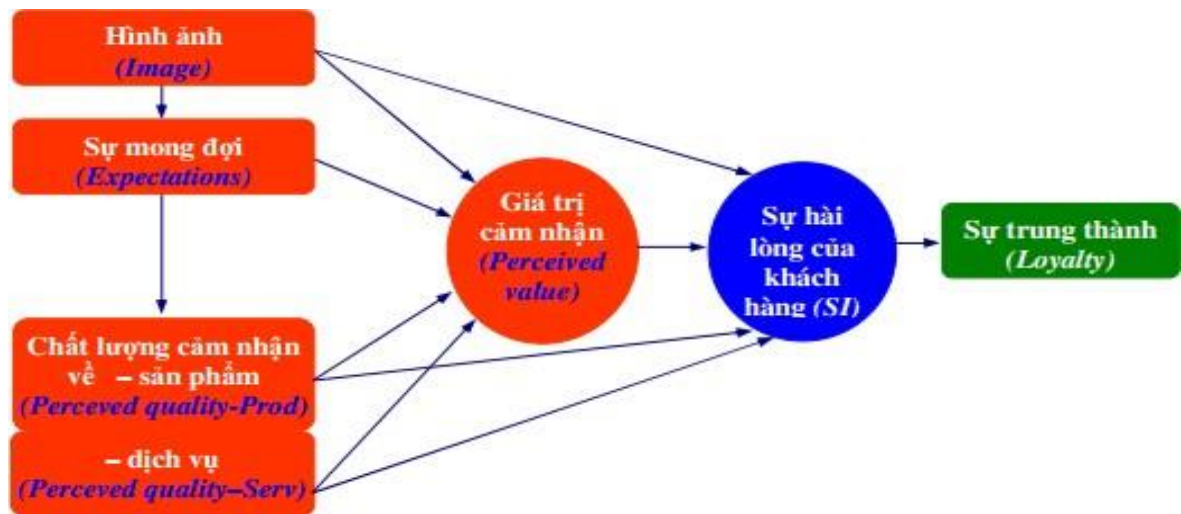 Hình ảnh
(Image)
Sự mong đợi
(Expectations)
Chất lượng cảm nhận
về – sản phẩm
(Perceved quality-Prod)
– dịch vụ
(Perceved quality–Serv)
Giá trị
cảm nhận
(Perceived
value)
Sự hài
lòng của
khách
hàng (SI)
Sự trung thành
(Loyalty)